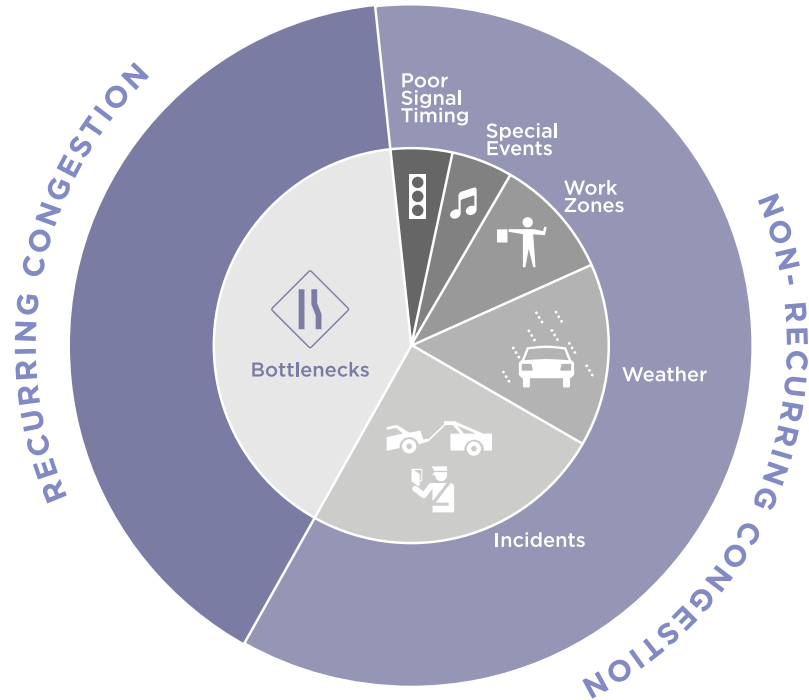 RECURRING CONGESTION
Poor
Signal
Timing
Special
Events
Work
Zones
NON- RECURRING CONGESTION
Bottlenecks
Weather
Incidents